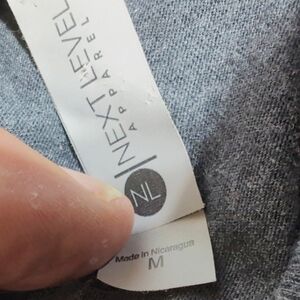 NEXT LEVEL
APPAREL
NL
Made in Nicaragua
M